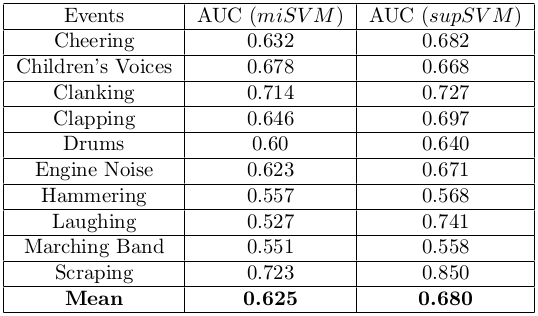 Events AUC (miSVM) AUC (supSVM)
Cheering 0.632 0.682
Children's Voices 0.678 0.668
Clanking 0.714 0.727
Clapping 0.646 0.697
Drums 0.60 0.640
Engine Noise 0.623 0.671
Hammering 0.557 0.568
Laughing 0.527 0.741
Marching Band 0.551 0.558
Scraping 0.723 0.850
Mean 0.625 0.680